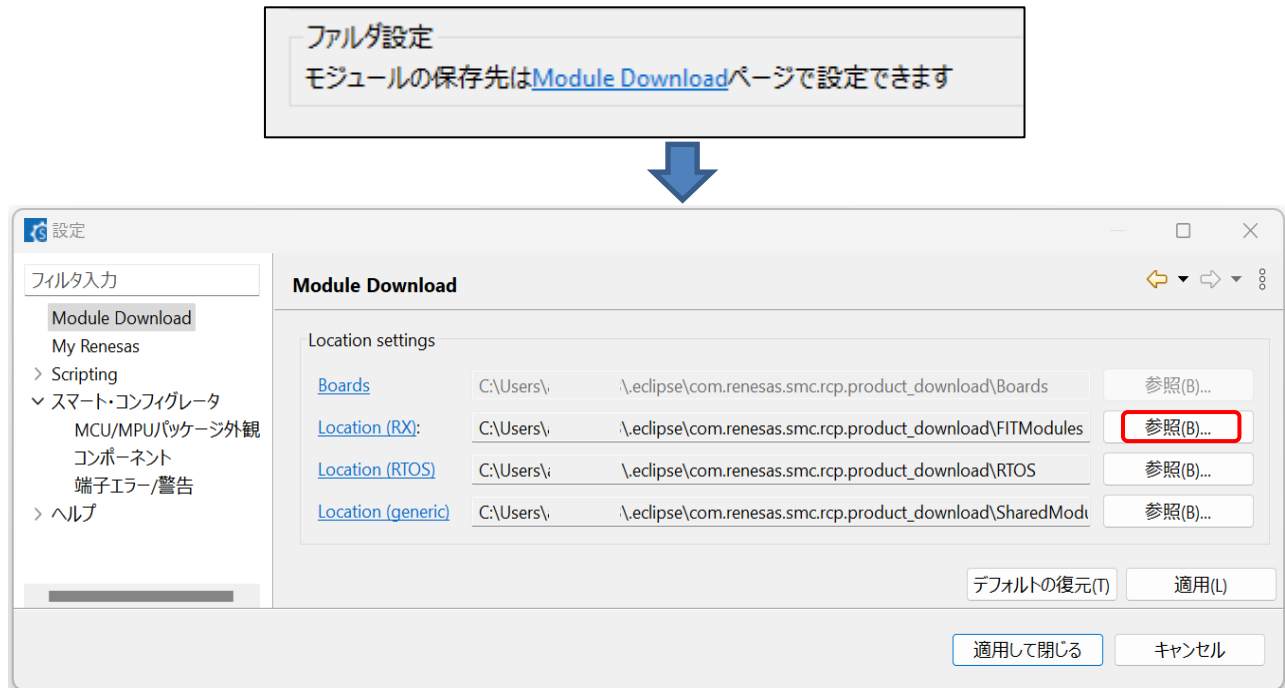 ファルダ設定
モジュールの保存先はModule Downloadページで設定できます
設定
フィルタ入力
Module Download
My Renesas
Scripting
スマート・コンフィグレータ
MCU/MPUパッケージ外観
コンポーネント
端子エラー/警告
ヘルプ
Module Download
Location settings
Boards C:\Users\ \.eclipse\com.renesas.smc.rcp.product_download\Boards 参照(B)...
Location (RX): C:\Users\ \.eclipse\com.renesas.smc.rcp.product_download\FITModules 参照(B)...
Location (RTOS) C:\Users\ \.eclipse\com.renesas.smc.rcp.product_download\RTOS 参照(B)...
Location (generic) C:\Users\ \.eclipse\com.renesas.smc.rcp.product_download\SharedModu 参照(B)...
デフォルトの復元(T) 適用(L)
適用して閉じる キャンセル